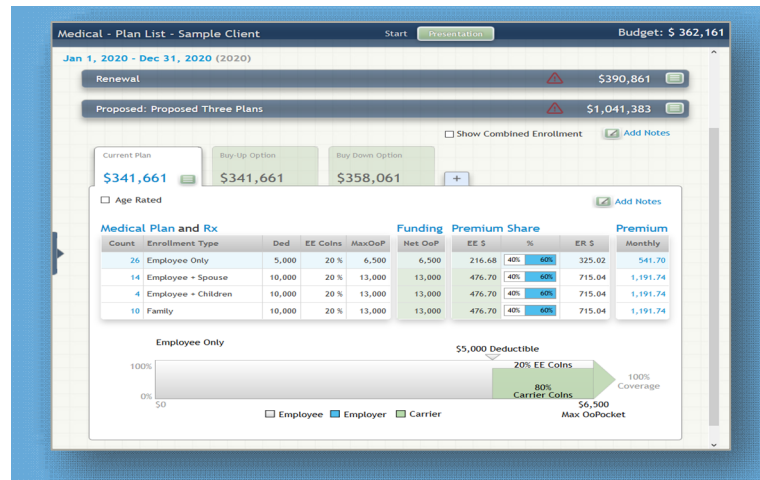 Medical - Plan List - Sample Client Start Presentation Budget: $ 362,161
Jan 1, 2020 - Dec 31, 2020 (2020)
Renewal $390,861
Proposed: Proposed Three Plans $1,041,383
Show Combined Enrollment Add Notes
Current Plan Buy-Up Option Buy Down Option
$341,661 $341,661 $358,061 +
Age Rated Add Notes
Medical Plan and Rx Funding Premium Share Premium
Count Enrollment Type Ded EE CoIns MaxOoP Net OoP EE $ % ER $ Monthly
26 Employee Only 5,000 20 % 6,500 6,500 216.68 40% 60% 325.02 541.70
14 Employee + Spouse 10,000 20 % 13,000 13,000 476.70 40% 60% 715.04 1,191.74
4 Employee + Children 10,000 20 % 13,000 13,000 476.70 40% 60% 715.04 1,191.74
10 Family 10,000 20 % 13,000 13,000 476.70 40% 60% 715.04 1,191.74
Employee Only
$5,000 Deductible
100% 20% EE CoIns
100%
80% Coverage
0% Carrier CoIns
$0 $6,500
Employee Employer Carrier Max OoPocket